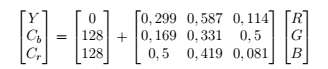 [Y] = [0] + [0,299 0,587 0,114] [R]
[C_b] = [128] + [0,169 0,331 0,5] [G]
[C_r] = [128] + [0,5 0,419 0,081] [B]